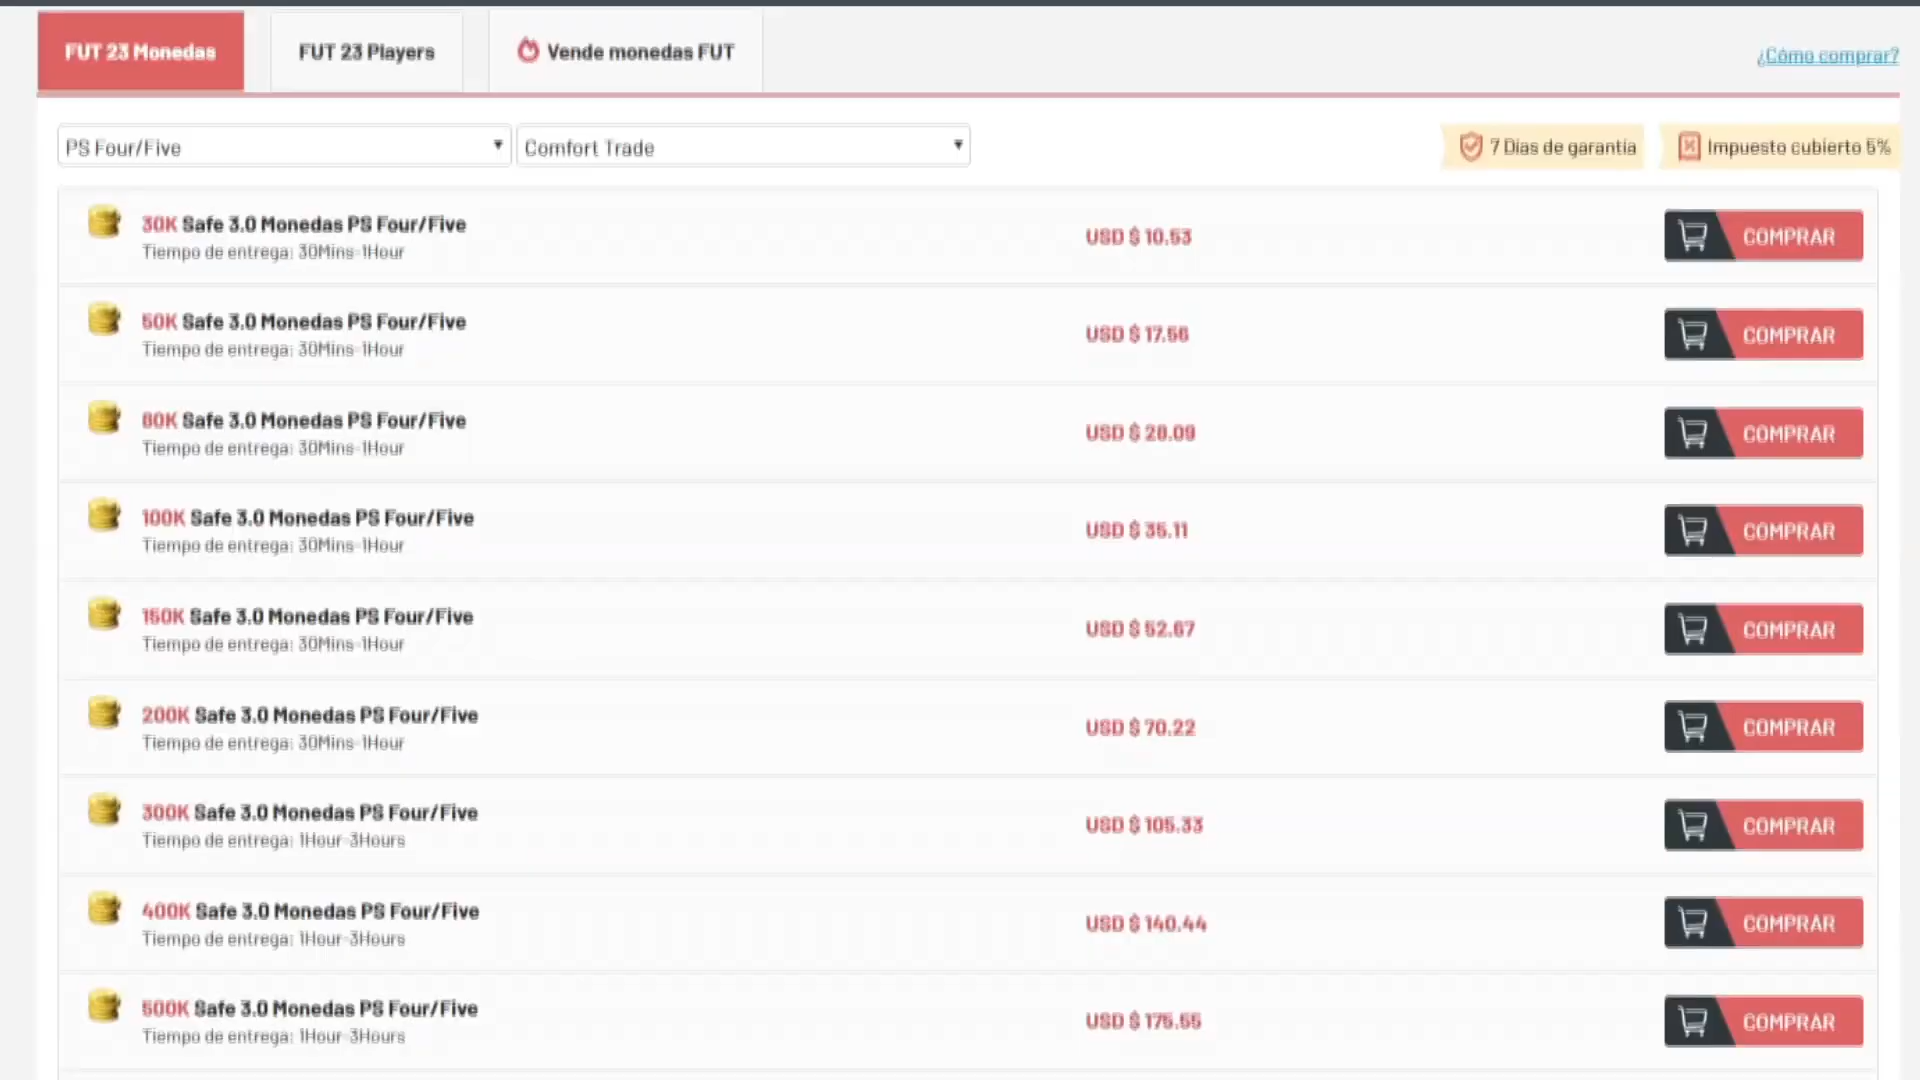 FUT 23 Monedas
FUT 23 Players
Vende monedas FUT
¿Cómo comprar?
PS Four/Five
Comfort Trade
7 Días de garantía
Impuesto cubierto 5%
30K Safe 3.0 Monedas PS Four/Five
Tiempo de entrega: 30Mins-1Hour
USD $ 10.53
COMPRAR
50K Safe 3.0 Monedas PS Four/Five
Tiempo de entrega: 30Mins-1Hour
USD $ 17.56
COMPRAR
80K Safe 3.0 Monedas PS Four/Five
Tiempo de entrega: 30Mins-1Hour
USD $ 28.09
COMPRAR
100K Safe 3.0 Monedas PS Four/Five
Tiempo de entrega: 30Mins-1Hour
USD $ 35.11
COMPRAR
150K Safe 3.0 Monedas PS Four/Five
Tiempo de entrega: 30Mins-1Hour
USD $ 52.67
COMPRAR
200K Safe 3.0 Monedas PS Four/Five
Tiempo de entrega: 30Mins-1Hour
USD $ 70.22
COMPRAR
300K Safe 3.0 Monedas PS Four/Five
Tiempo de entrega: 1Hour-3Hours
USD $ 105.33
COMPRAR
400K Safe 3.0 Monedas PS Four/Five
Tiempo de entrega: 1Hour-3Hours
USD $ 140.44
COMPRAR
500K Safe 3.0 Monedas PS Four/Five
Tiempo de entrega: 1Hour-3Hours
USD $ 175.55
COMPRAR